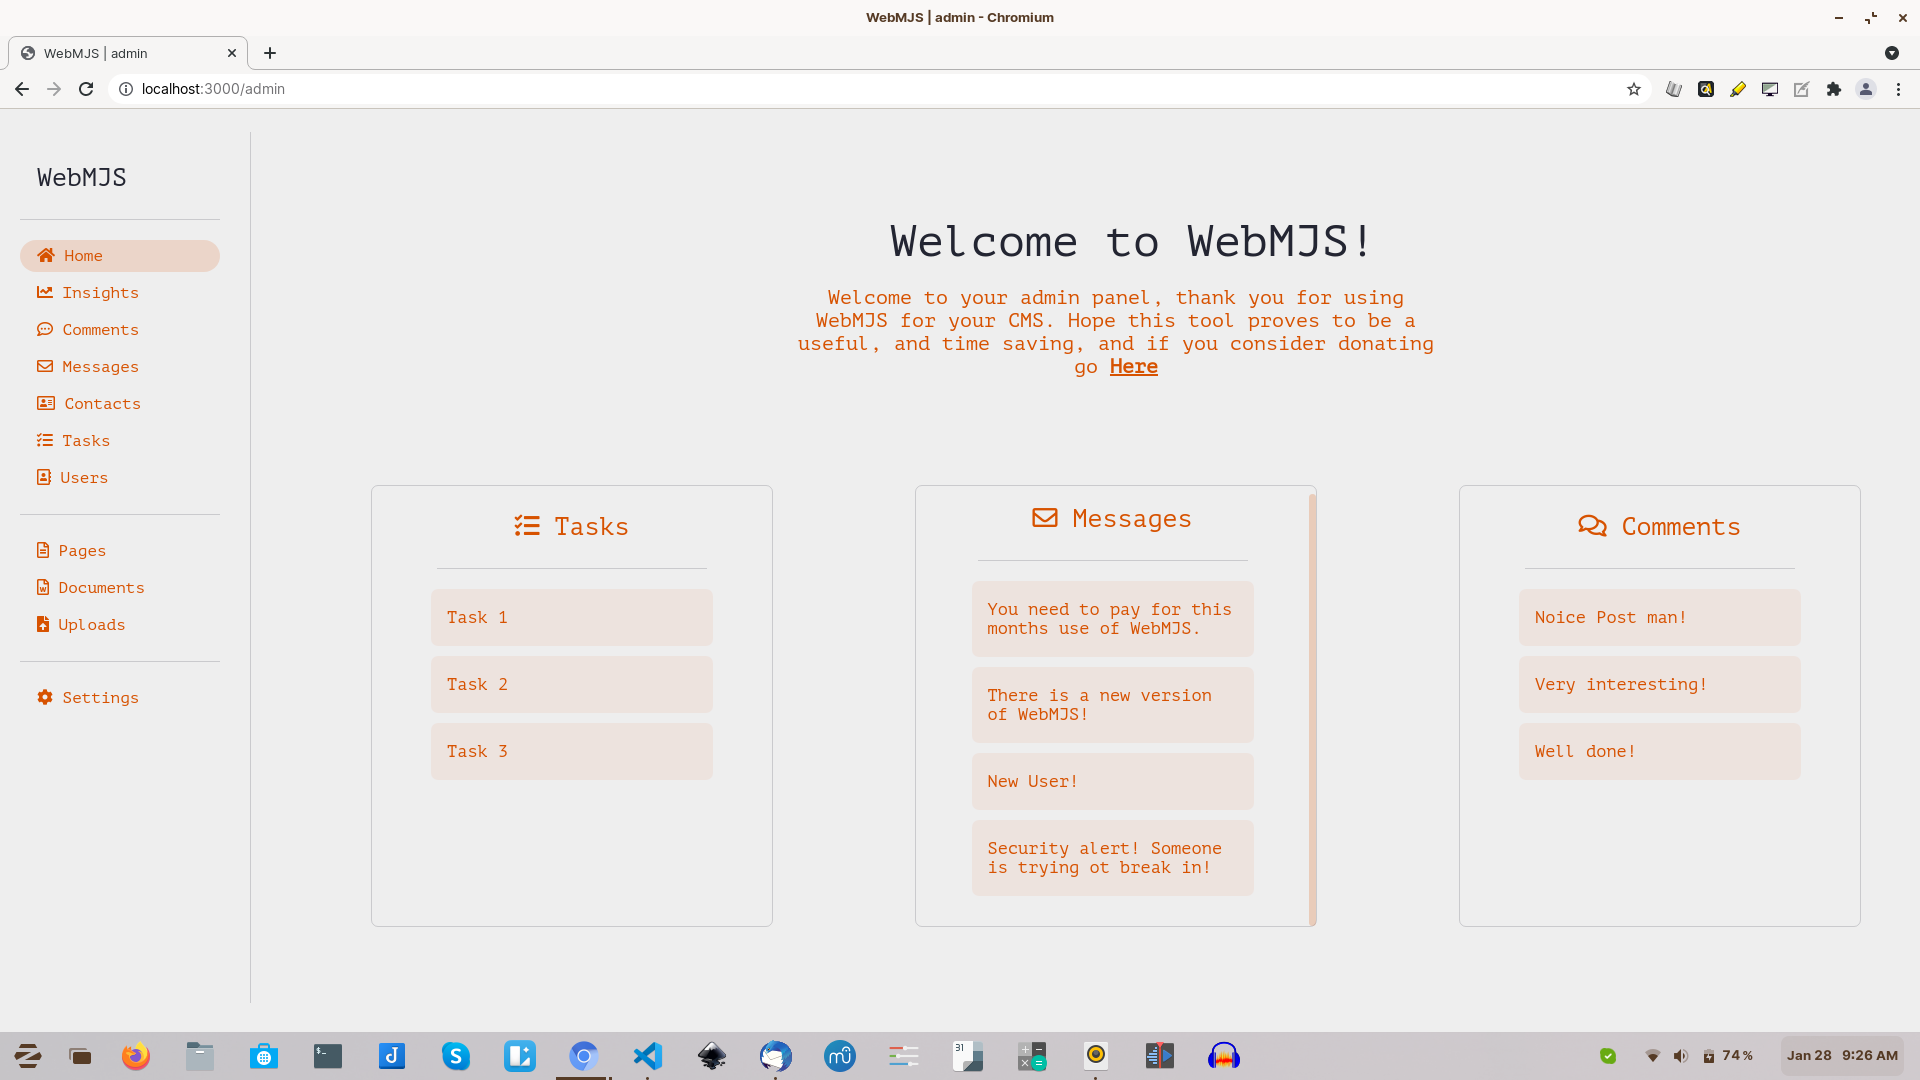 WebMJS | admin - Chromium
WebMJS | admin
localhost:3000/admin
WebMJS
Home
Insights
Comments
Messages
Contacts
Tasks
Users
Pages
Documents
Uploads
Settings
Welcome to WebMJS!
Welcome to your admin panel, thank you for using
WebMJS for your CMS. Hope this tool proves to be a
useful, and time saving, and if you consider donating
go Here
Tasks
Task 1
Task 2
Task 3
Messages
You need to pay for this
months use of WebMJS.
There is a new version
of WebMJS!
New User!
Security alert! Someone
is trying ot break in!
Comments
Noice Post man!
Very interesting!
Well done!
31
74 %
Jan 28 9:26 AM